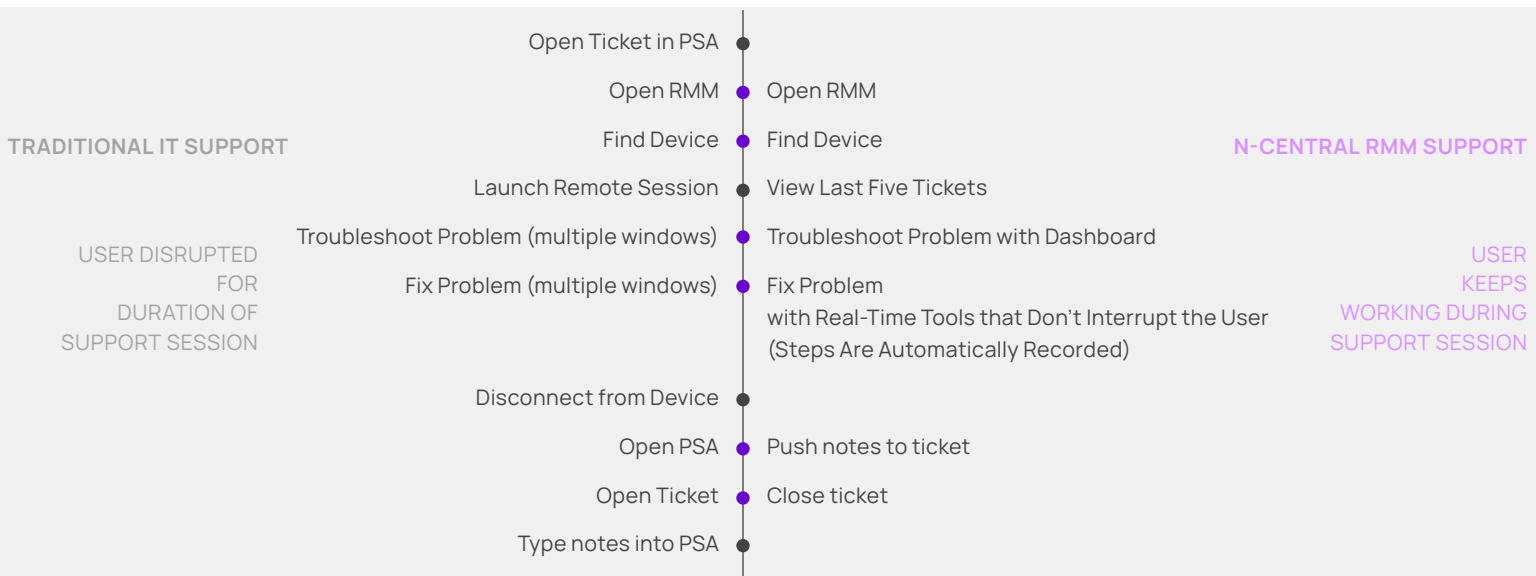 Open Ticket in PSA
Open RMM
Open RMM
TRADITIONAL IT SUPPORT
Find Device
Find Device
N-CENTRAL RMM SUPPORT
Launch Remote Session
View Last Five Tickets
Troubleshoot Problem (multiple windows)
Troubleshoot Problem with Dashboard
USER DISRUPTED
FOR
DURATION OF
SUPPORT SESSION
Fix Problem (multiple windows)
Fix Problem
with Real-Time Tools that Don't Interrupt the User
(Steps Are Automatically Recorded)
USER
KEEPS
WORKING DURING
SUPPORT SESSION
Disconnect from Device
Open PSA
Push notes to ticket
Open Ticket
Close ticket
Type notes into PSA